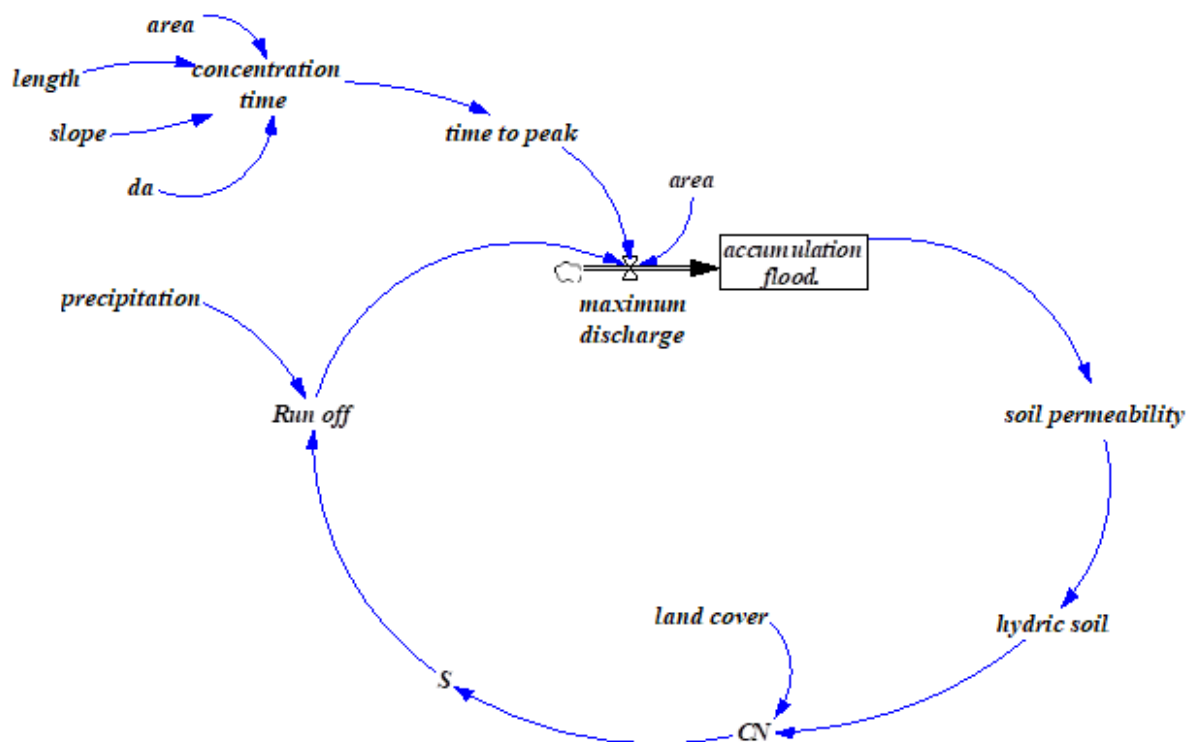 area
length
concentration
time
slope
time to peak
da
area
accumulation
flood.
precipitation
maximum
discharge
Run off
soil permeability
land cover
hydric soil
S
CN